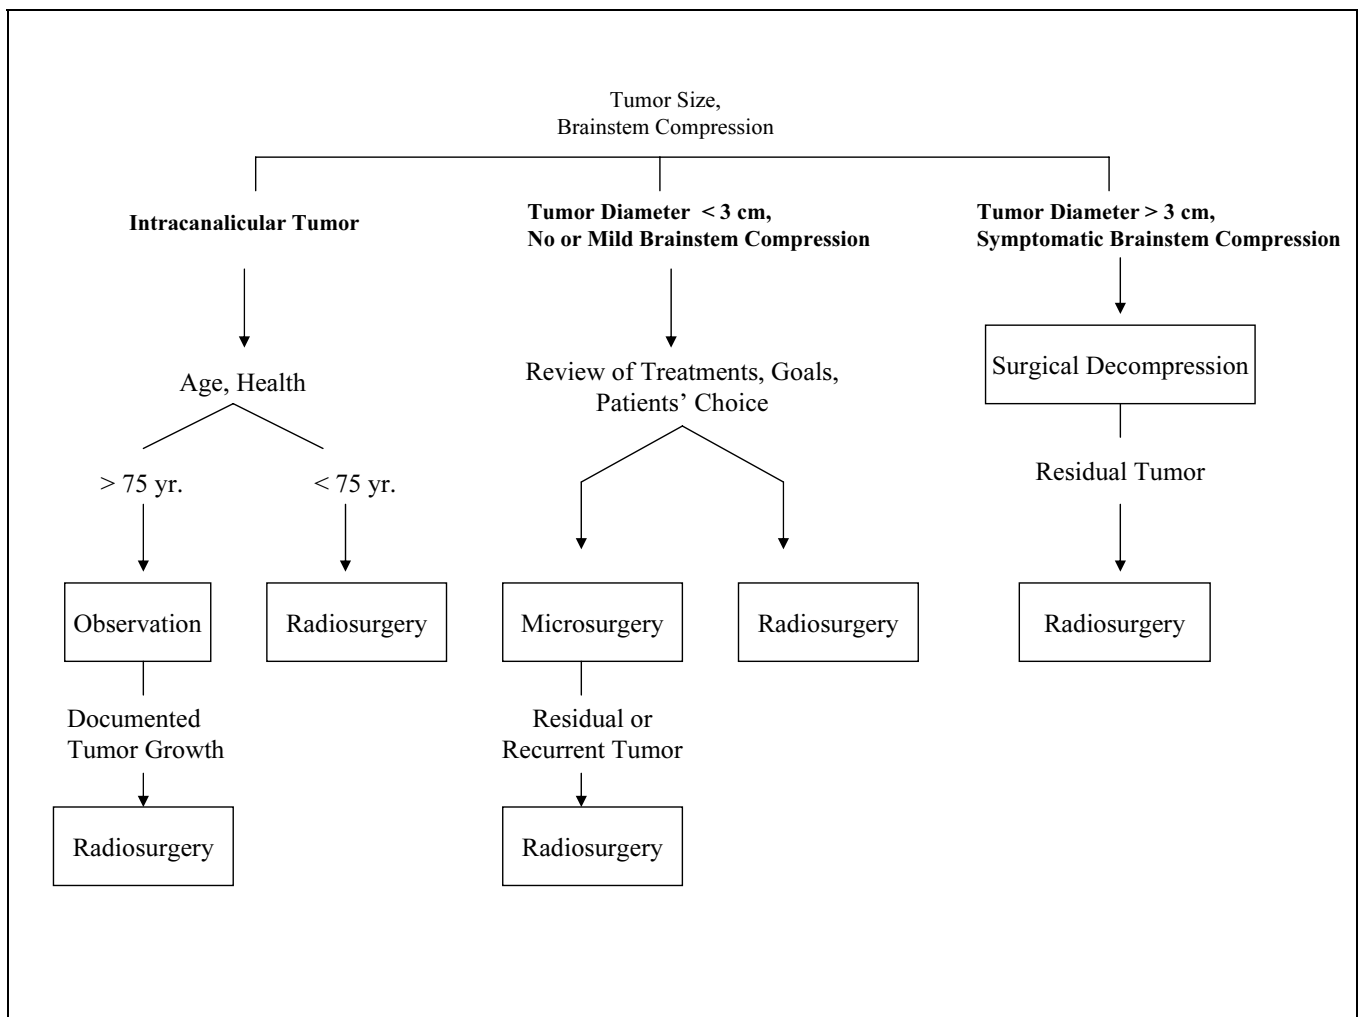 Tumor Size,
Brainstem Compression
Intracanalicular Tumor
Tumor Diameter < 3 cm,
No or Mild Brainstem Compression
Tumor Diameter > 3 cm,
Symptomatic Brainstem Compression
Age, Health
Review of Treatments, Goals,
Patients’ Choice
Surgical Decompression
> 75 yr.
< 75 yr.
Residual Tumor
Observation
Radiosurgery
Microsurgery
Radiosurgery
Radiosurgery
Documented
Tumor Growth
Residual or
Recurrent Tumor
Radiosurgery
Radiosurgery